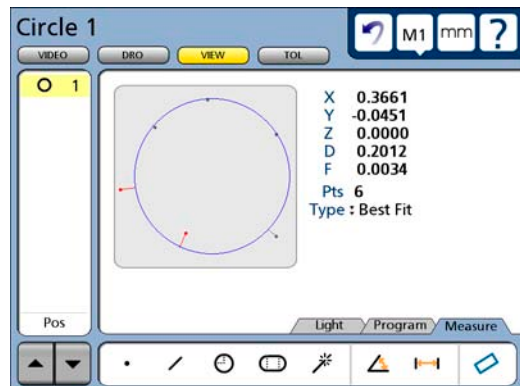 Circle 1
M1 mm ?
VIDEO DRO VIEW TOL
1
X 0.3661
Y -0.0451
Z 0.0000
D 0.2012
F 0.0034
Pts 6
Type : Best Fit
Pos
Light Program Measure